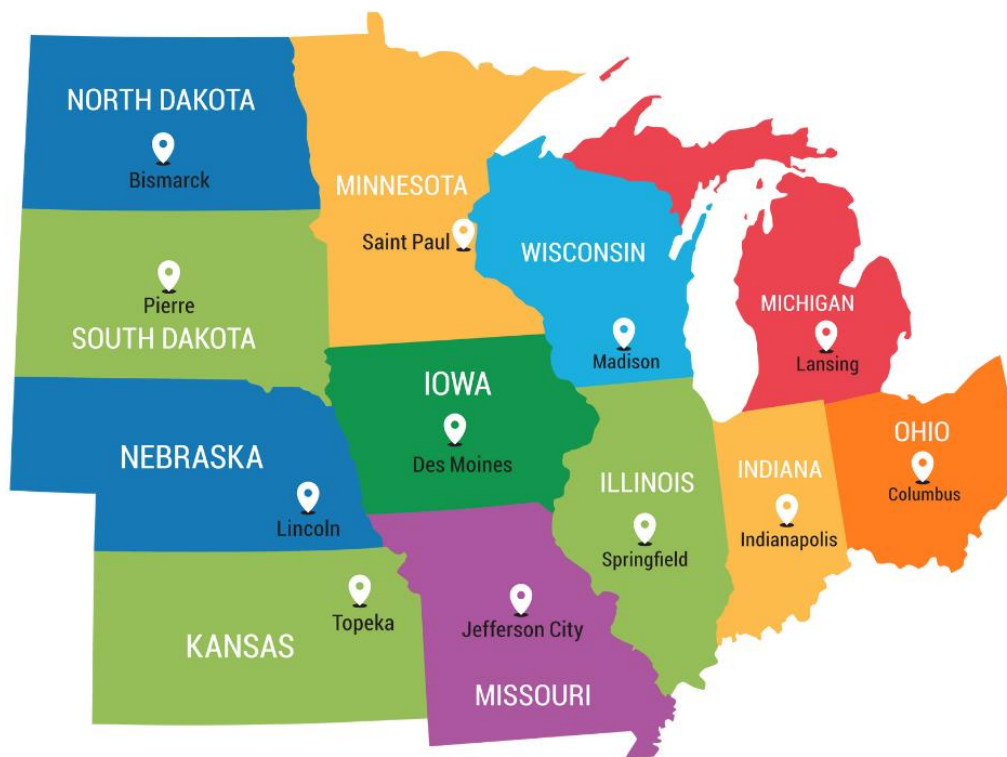 NORTH DAKOTA
Bismarck
MINNESOTA
Saint Paul
WISCONSIN
Madison
MICHIGAN
Lansing
Pierre
SOUTH DAKOTA
IOWA
Des Moines
NEBRASKA
Lincoln
ILLINOIS
Springfield
INDIANA
Indianapolis
OHIO
Columbus
Topeka
KANSAS
Jefferson City
MISSOURI